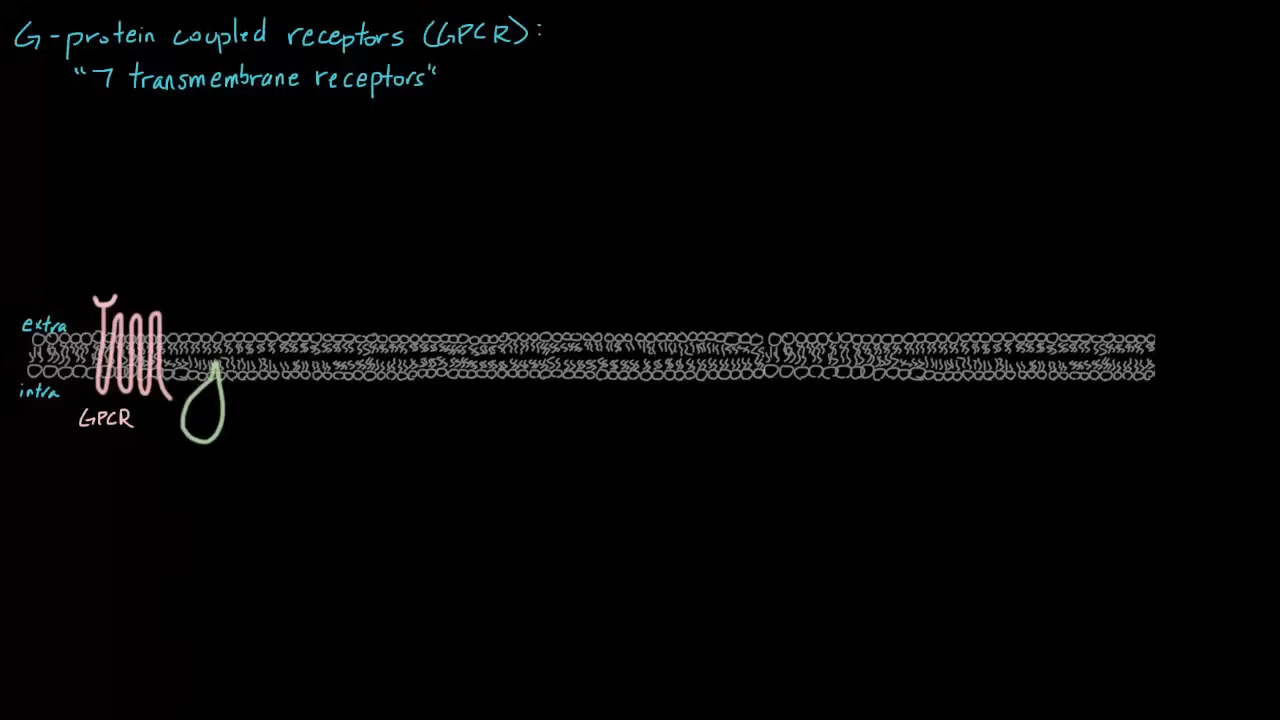 G-protein coupled receptors (GPCR):
"7 transmembrane receptors"
extra
intra
GPCR